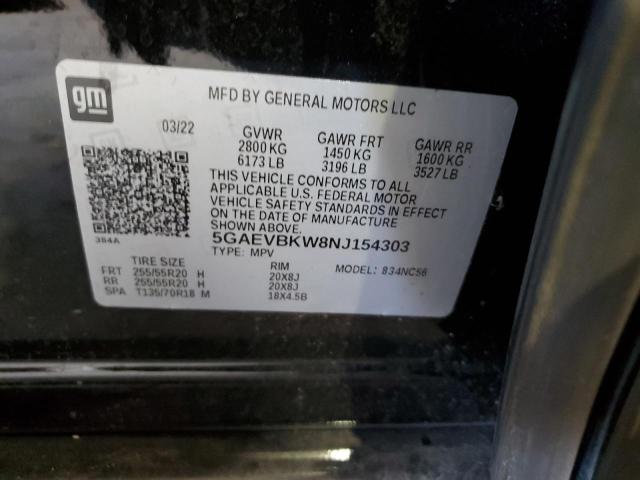 gm
MFD BY GENERAL MOTORS LLC
03/22 GVWR GAWR FRT GAWR RR
2800 KG 1450 KG 1600 KG
6173 LB 3196 LB 3527 LB
THIS VEHICLE CONFORMS TO ALL
APPLICABLE U.S. FEDERAL MOTOR
VEHICLE SAFETY STANDARDS IN EFFECT
ON THE DATE OF MANUFACTURE
SHOWN ABOVE.
384A
5GAEVBKW8NJ154303
TYPE: MPV
TIRE SIZE RIM MODEL: 834NC56
FRT 255/55R20 H 20X8J
RR 255/55R20 H 20X8J
SPA T135/70R18 M 18X4.5B